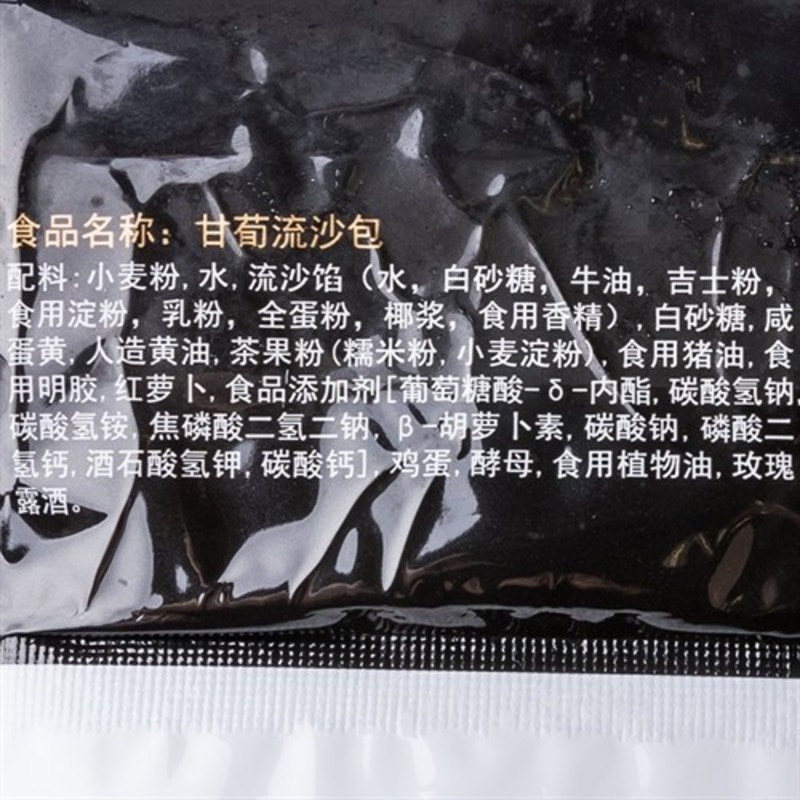 食品名称：甘荀流沙包
配料:小麦粉,水,流沙馅（水，白砂糖，牛油，吉士粉，
食用淀粉，乳粉，全蛋粉，椰浆，食用香精）,白砂糖,咸
蛋黄,人造黄油,茶果粉(糯米粉,小麦淀粉),食用猪油,食
用明胶,红萝卜,食品添加剂[葡萄糖酸-δ-内酯,碳酸氢钠,
碳酸氢铵,焦磷酸二氢二钠,β-胡萝卜素,碳酸钠,磷酸二
氢钙,酒石酸氢钾,碳酸钙],鸡蛋,酵母,食用植物油,玫瑰
露酒。